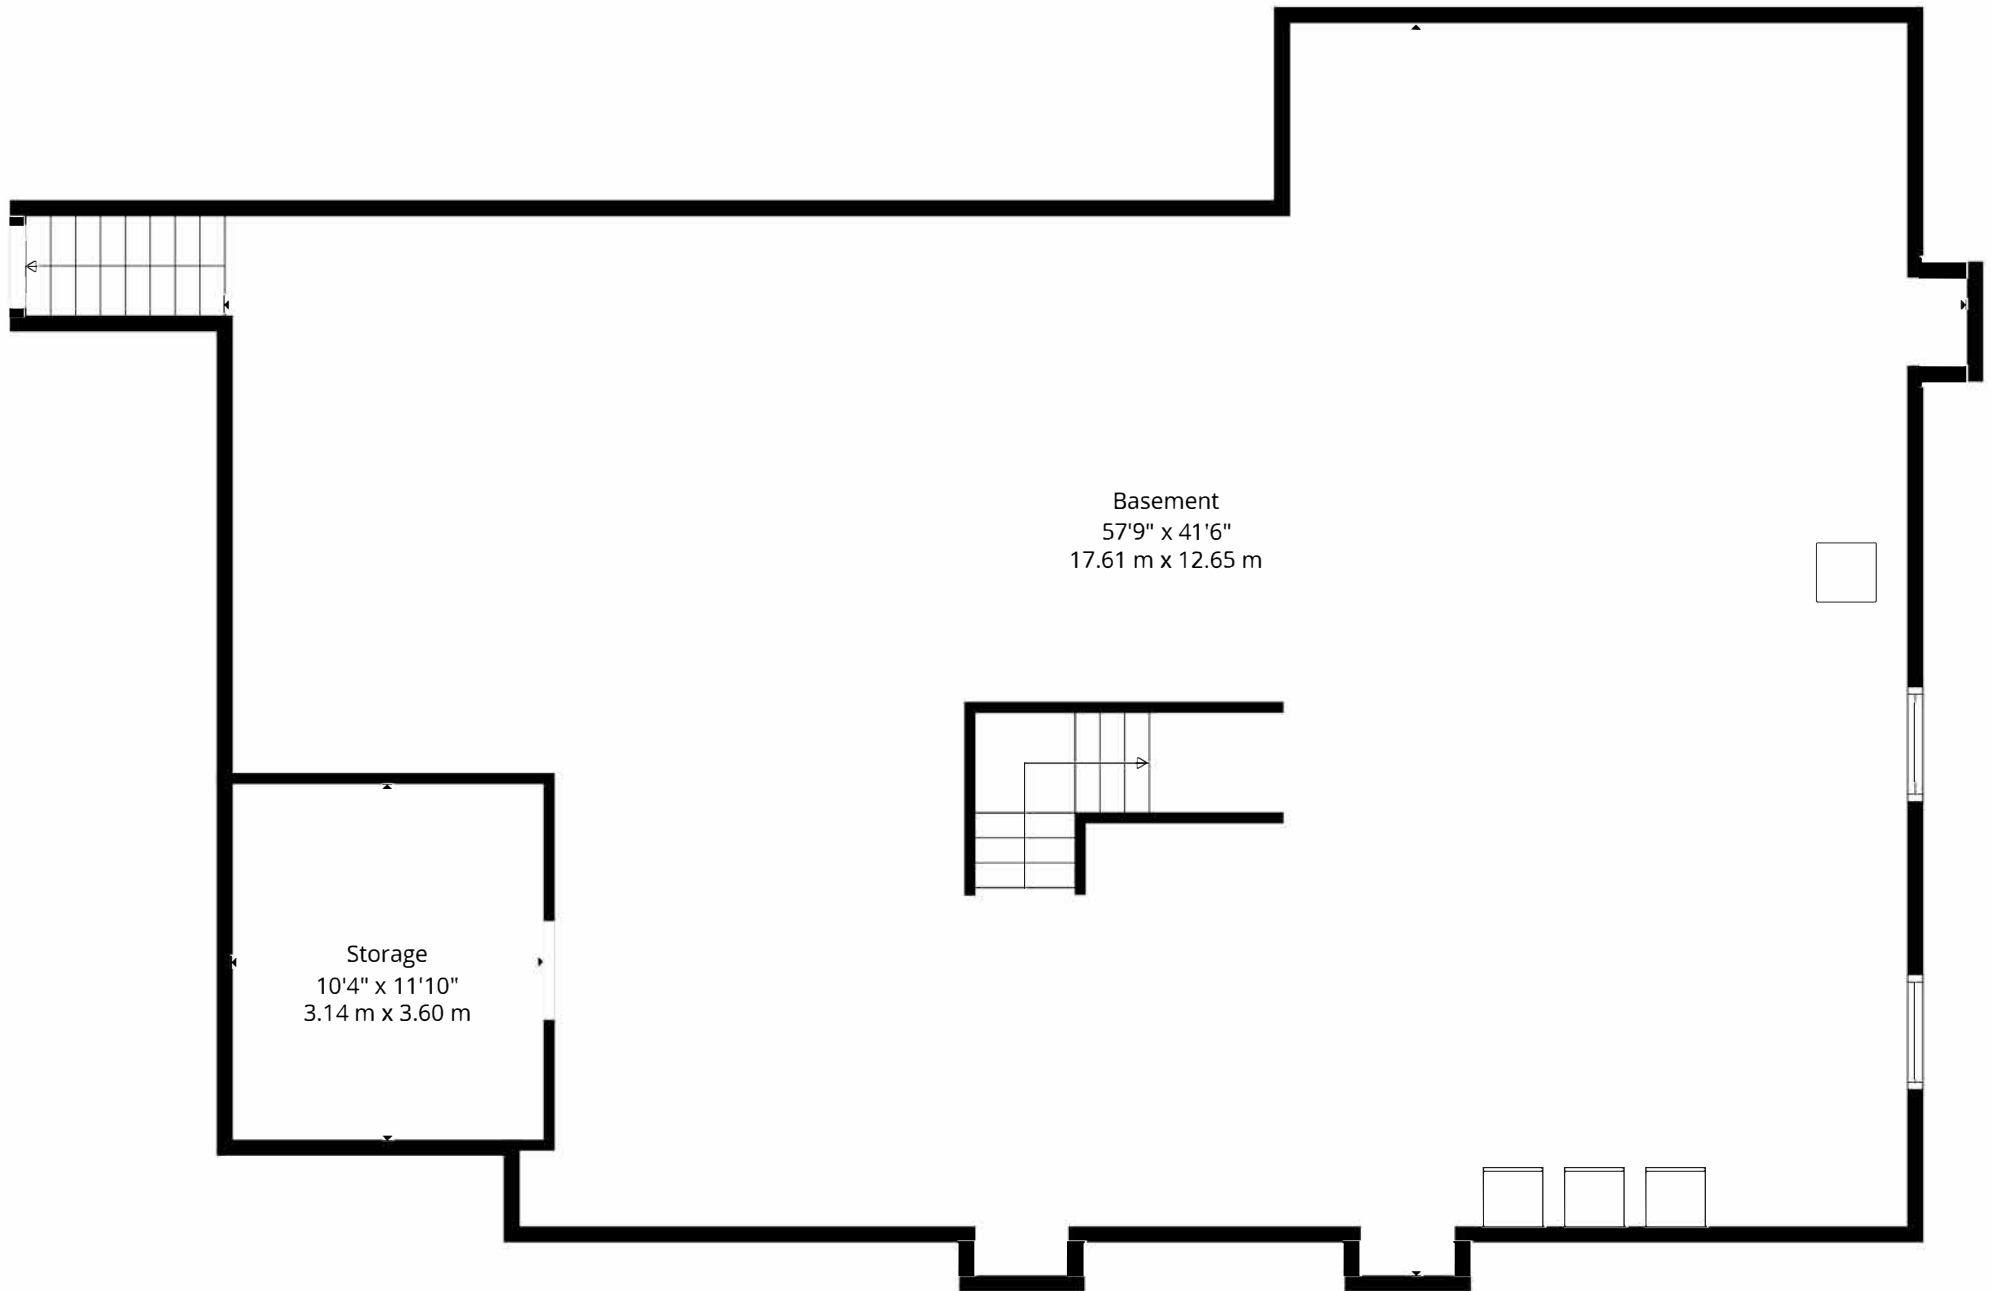 Basement
57'9" x 41'6"
17.61 m x 12.65 m
Storage
10'4" x 11'10"
3.14 m x 3.60 m